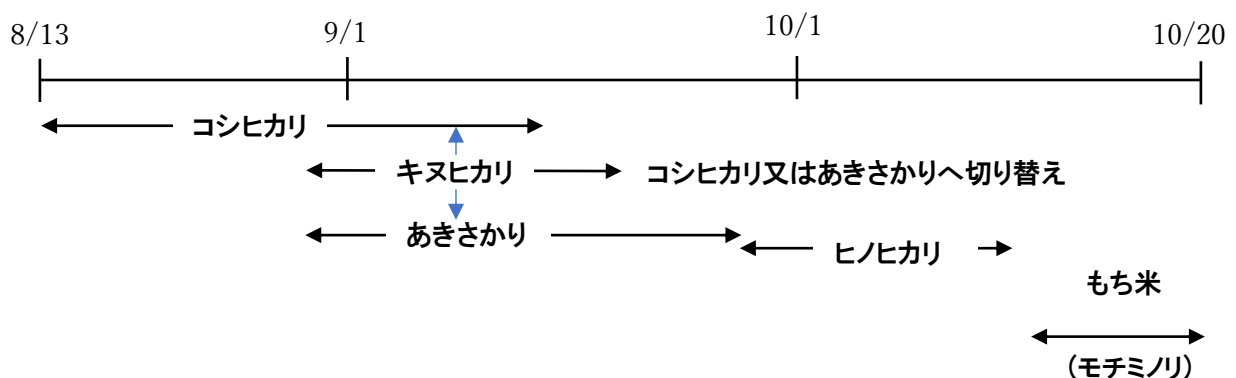 8/13 9/1 10/1 10/20
コシヒカリ
キヌヒカリ コシヒカリ又はあきさかりへ切り替え
あきさかり
ヒノヒカリ
もち米
(モチミノリ)